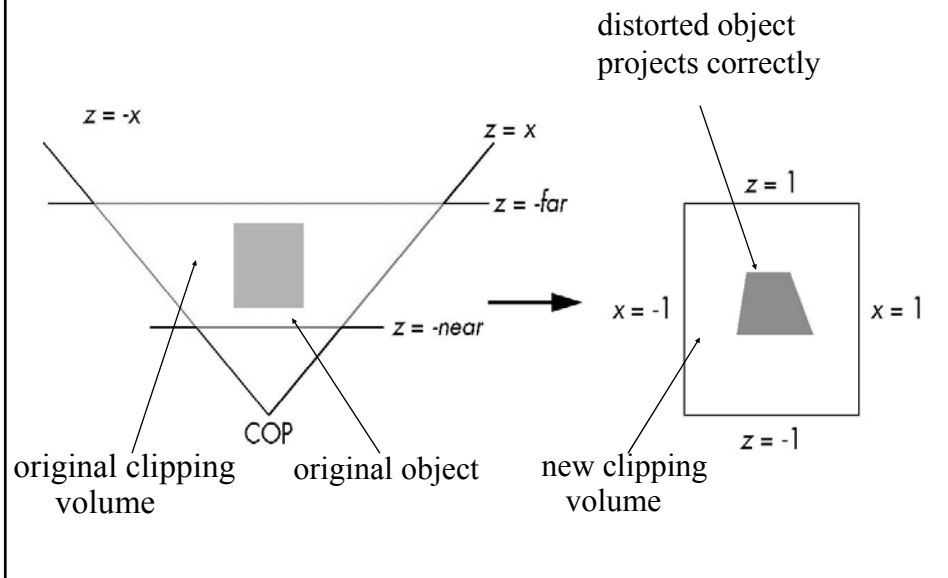 distorted object
projects correctly
z = -x
z = x
z = 1
z = -far
x = -1
x = 1
z = -near
COP
z = -1
original clipping
volume
original object
new clipping
volume